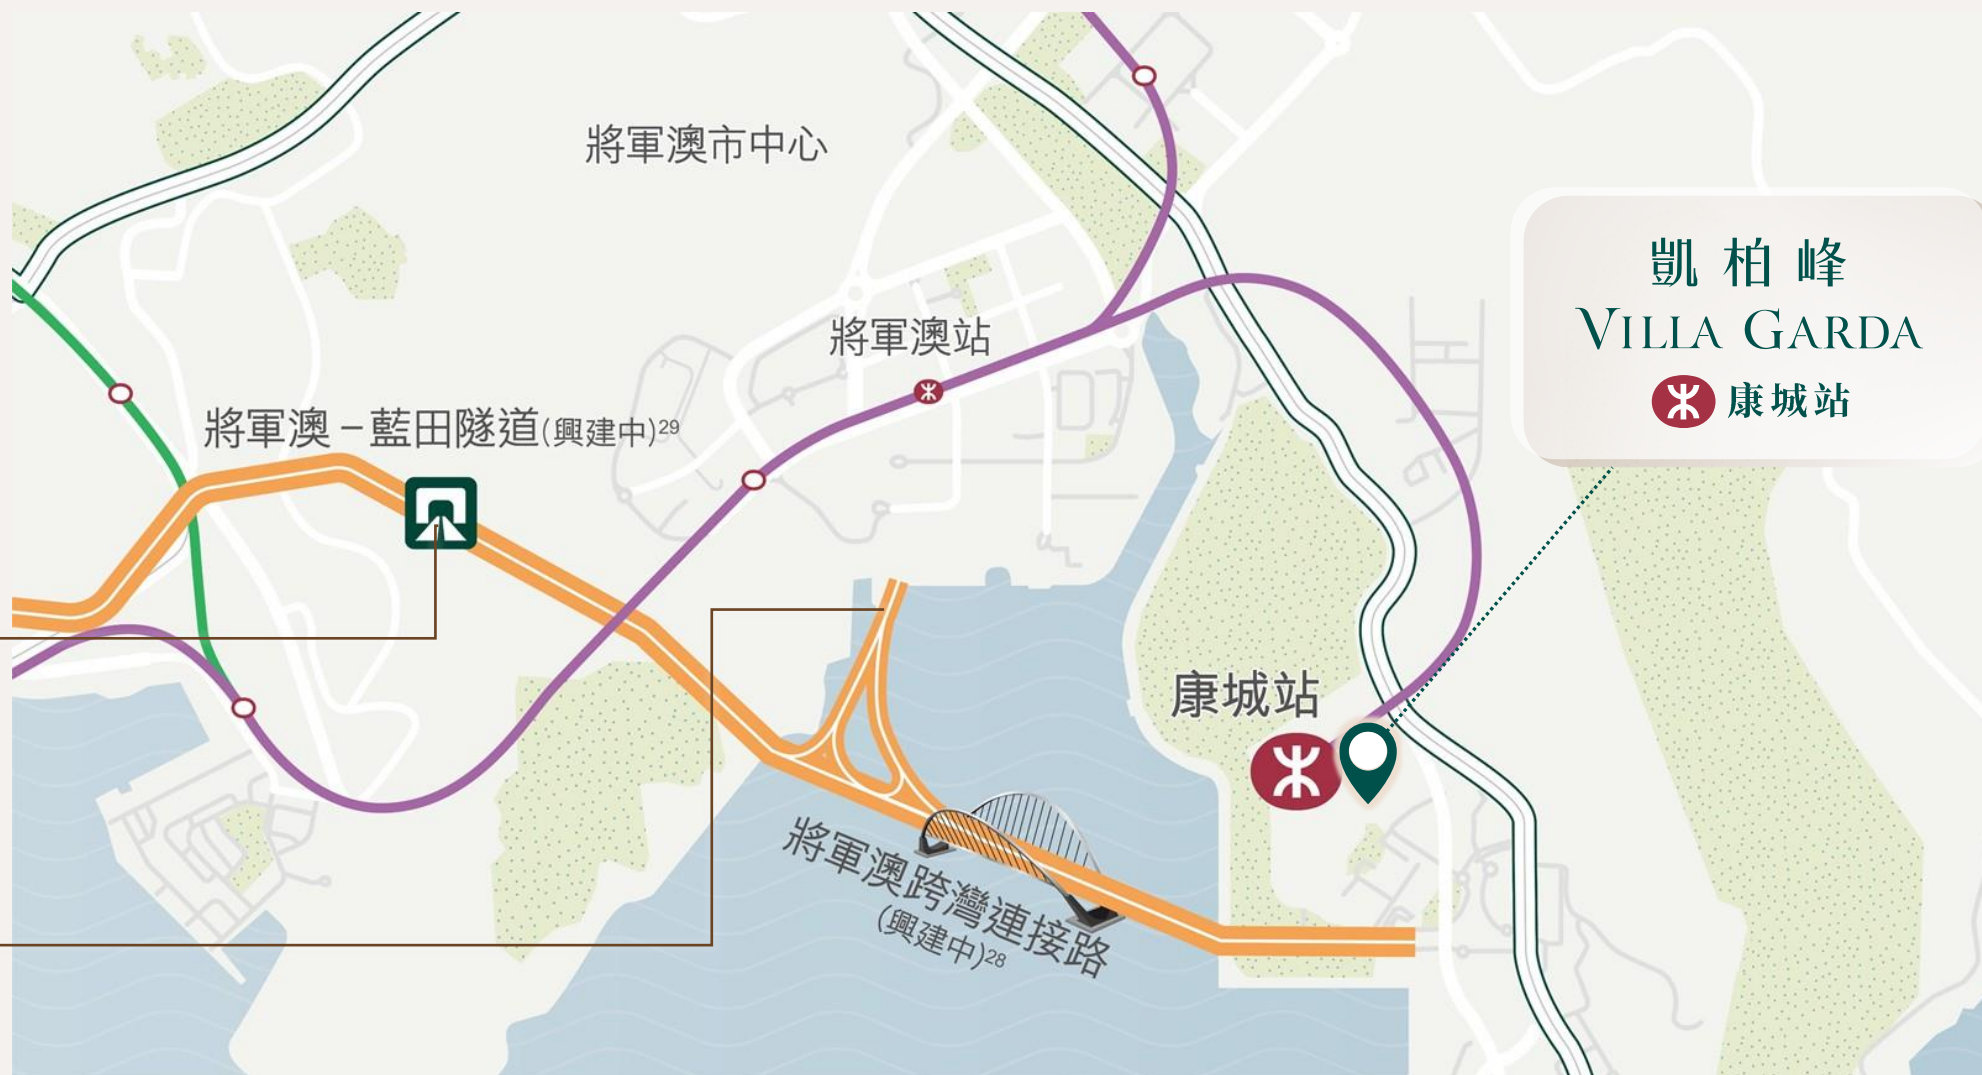 將軍澳市中心
凱柏峰
VILLA GARDA
康城站
將軍澳站
將軍澳－藍田隧道(興建中)29
康城站
將軍澳跨灣連接路
(興建中)28